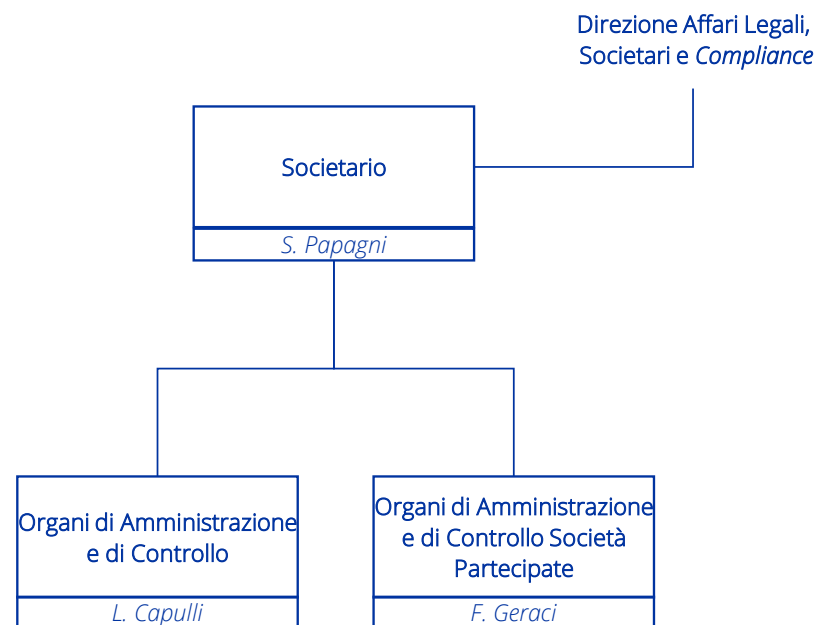 Direzione Affari Legali,
Societari e Compliance
Societario
S. Papagni
Organi di Amministrazione
e di Controllo
L. Capulli
Organi di Amministrazione
e di Controllo Società
Partecipate
F. Geraci